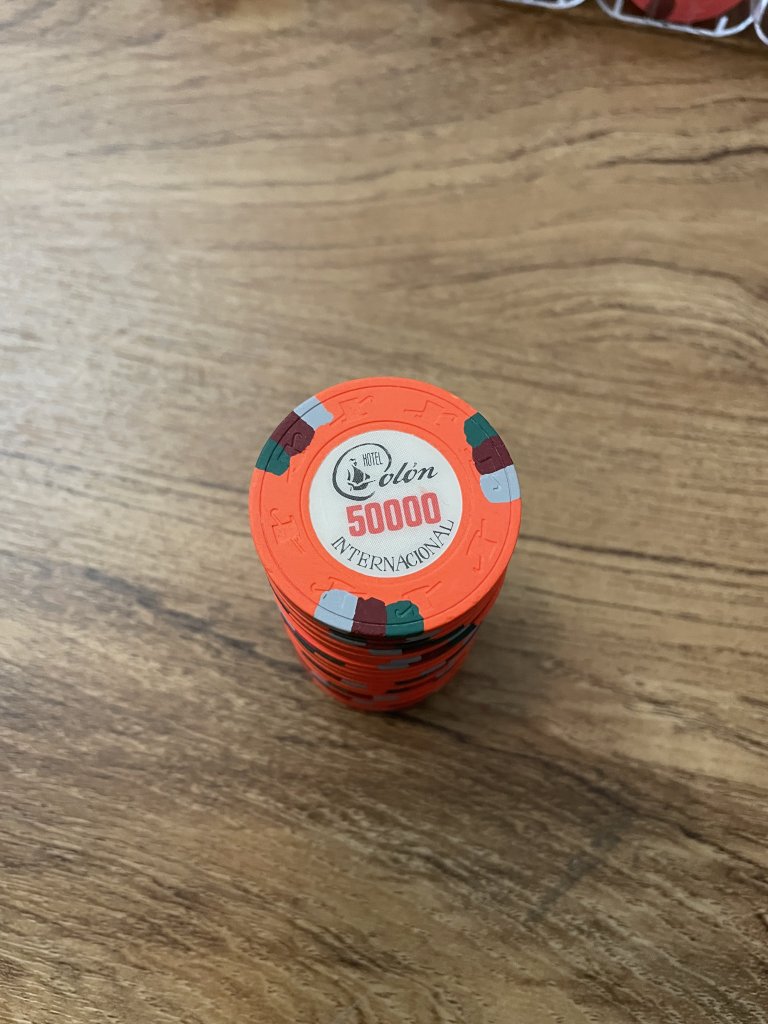 HOTEL
Colón
50000
INTERNACIONAL